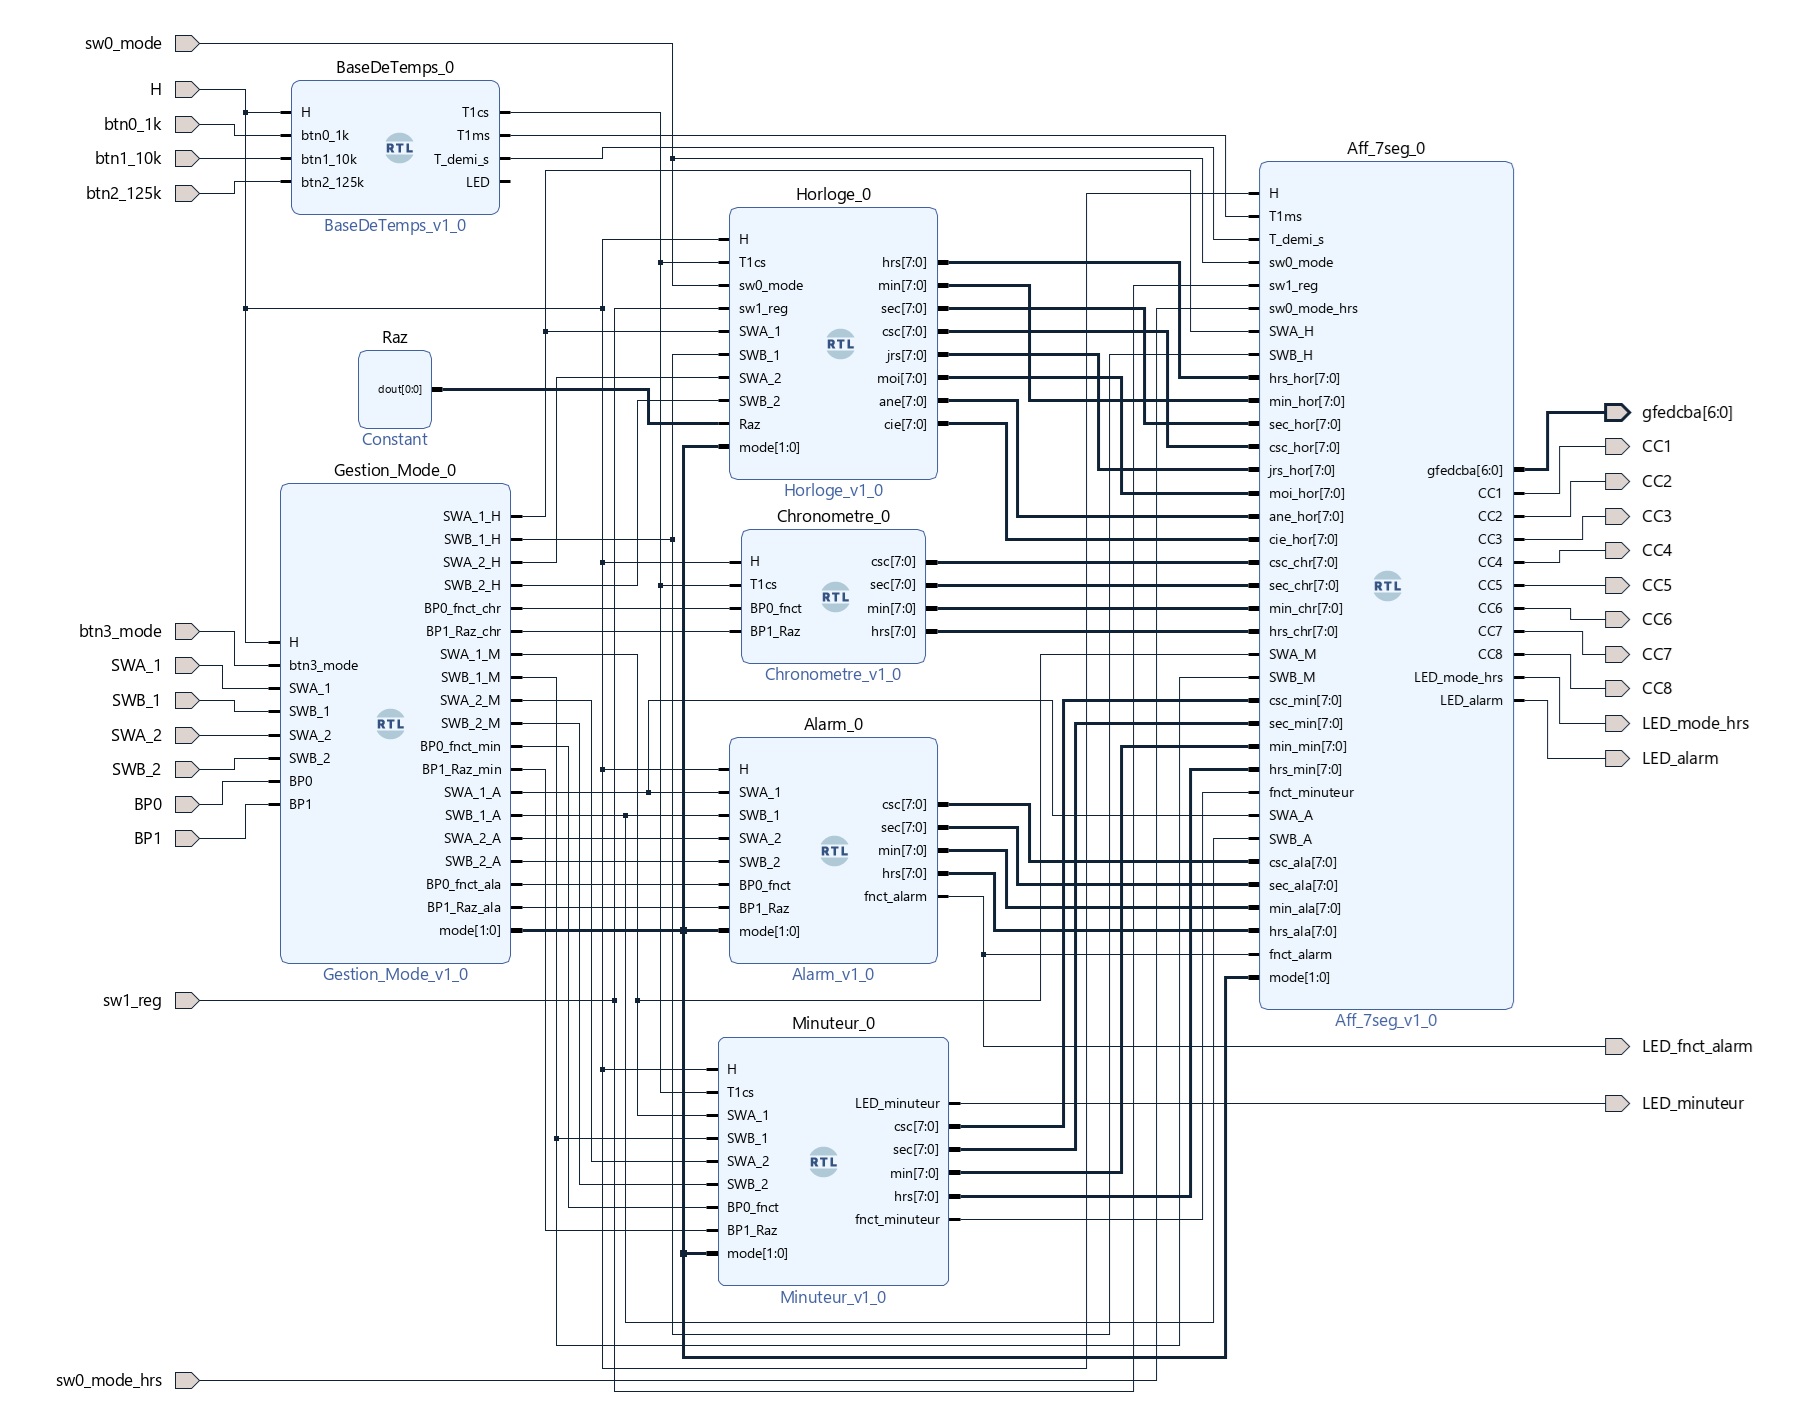 sw0_mode
H
btn0_1k
btn1_10k
btn2_125k
BaseDeTemps_0
H
btn0_1k
btn1_10k
btn2_125k
RTL
T1cs
T1ms
T_demi_s
LED
BaseDeTemps_v1_0
Raz
dout[0:0]
Constant
Gestion_Mode_0
btn3_mode
SWA_1
SWB_1
SWA_2
SWB_2
BP0
BP1
H
btn3_mode
SWA_1
SWB_1
SWA_2
SWB_2
BP0
BP1
RTL
SWA_1_H
SWB_1_H
SWA_2_H
SWB_2_H
BP0_fnct_chr
BP1_Raz_chr
SWA_1_M
SWB_1_M
SWA_2_M
SWB_2_M
BP0_fnct_min
BP1_Raz_min
SWA_1_A
SWB_1_A
SWA_2_A
SWB_2_A
BP0_fnct_ala
BP1_Raz_ala
mode[1:0]
Gestion_Mode_v1_0
sw1_reg
sw0_mode_hrs
Horloge_0
H
T1cs
sw0_mode
sw1_reg
SWA_1
SWB_1
SWA_2
SWB_2
Raz
mode[1:0]
RTL
hrs[7:0]
min[7:0]
sec[7:0]
csc[7:0]
jrs[7:0]
moi[7:0]
ane[7:0]
cie[7:0]
Horloge_v1_0
Chronometre_0
H
T1cs
BP0_fnct
BP1_Raz
RTL
csc[7:0]
sec[7:0]
min[7:0]
hrs[7:0]
Chronometre_v1_0
Alarm_0
H
SWA_1
SWB_1
SWA_2
SWB_2
BP0_fnct
BP1_Raz
mode[1:0]
RTL
csc[7:0]
sec[7:0]
min[7:0]
hrs[7:0]
fnct_alarm
Alarm_v1_0
Minuteur_0
H
T1cs
SWA_1
SWB_1
SWA_2
SWB_2
BP0_fnct
BP1_Raz
mode[1:0]
RTL
LED_minuteur
csc[7:0]
sec[7:0]
min[7:0]
hrs[7:0]
fnct_minuteur
Minuteur_v1_0
Aff_7seg_0
H
T1ms
T_demi_s
sw0_mode
sw1_reg
sw0_mode_hrs
SWA_H
SWB_H
hrs_hor[7:0]
min_hor[7:0]
sec_hor[7:0]
csc_hor[7:0]
jrs_hor[7:0]
moi_hor[7:0]
ane_hor[7:0]
cie_hor[7:0]
csc_chr[7:0]
sec_chr[7:0]
min_chr[7:0]
hrs_chr[7:0]
SWA_M
SWB_M
csc_min[7:0]
sec_min[7:0]
min_min[7:0]
hrs_min[7:0]
fnct_minuteur
SWA_A
SWB_A
csc_ala[7:0]
sec_ala[7:0]
min_ala[7:0]
hrs_ala[7:0]
fnct_alarm
mode[1:0]
RTL
gfedcba[6:0]
CC1
CC2
CC3
CC4
CC5
CC6
CC7
CC8
LED_mode_hrs
LED_alarm
Aff_7seg_v1_0
gfedcba[6:0]
CC1
CC2
CC3
CC4
CC5
CC6
CC7
CC8
LED_mode_hrs
LED_alarm
LED_fnct_alarm
LED_minuteur